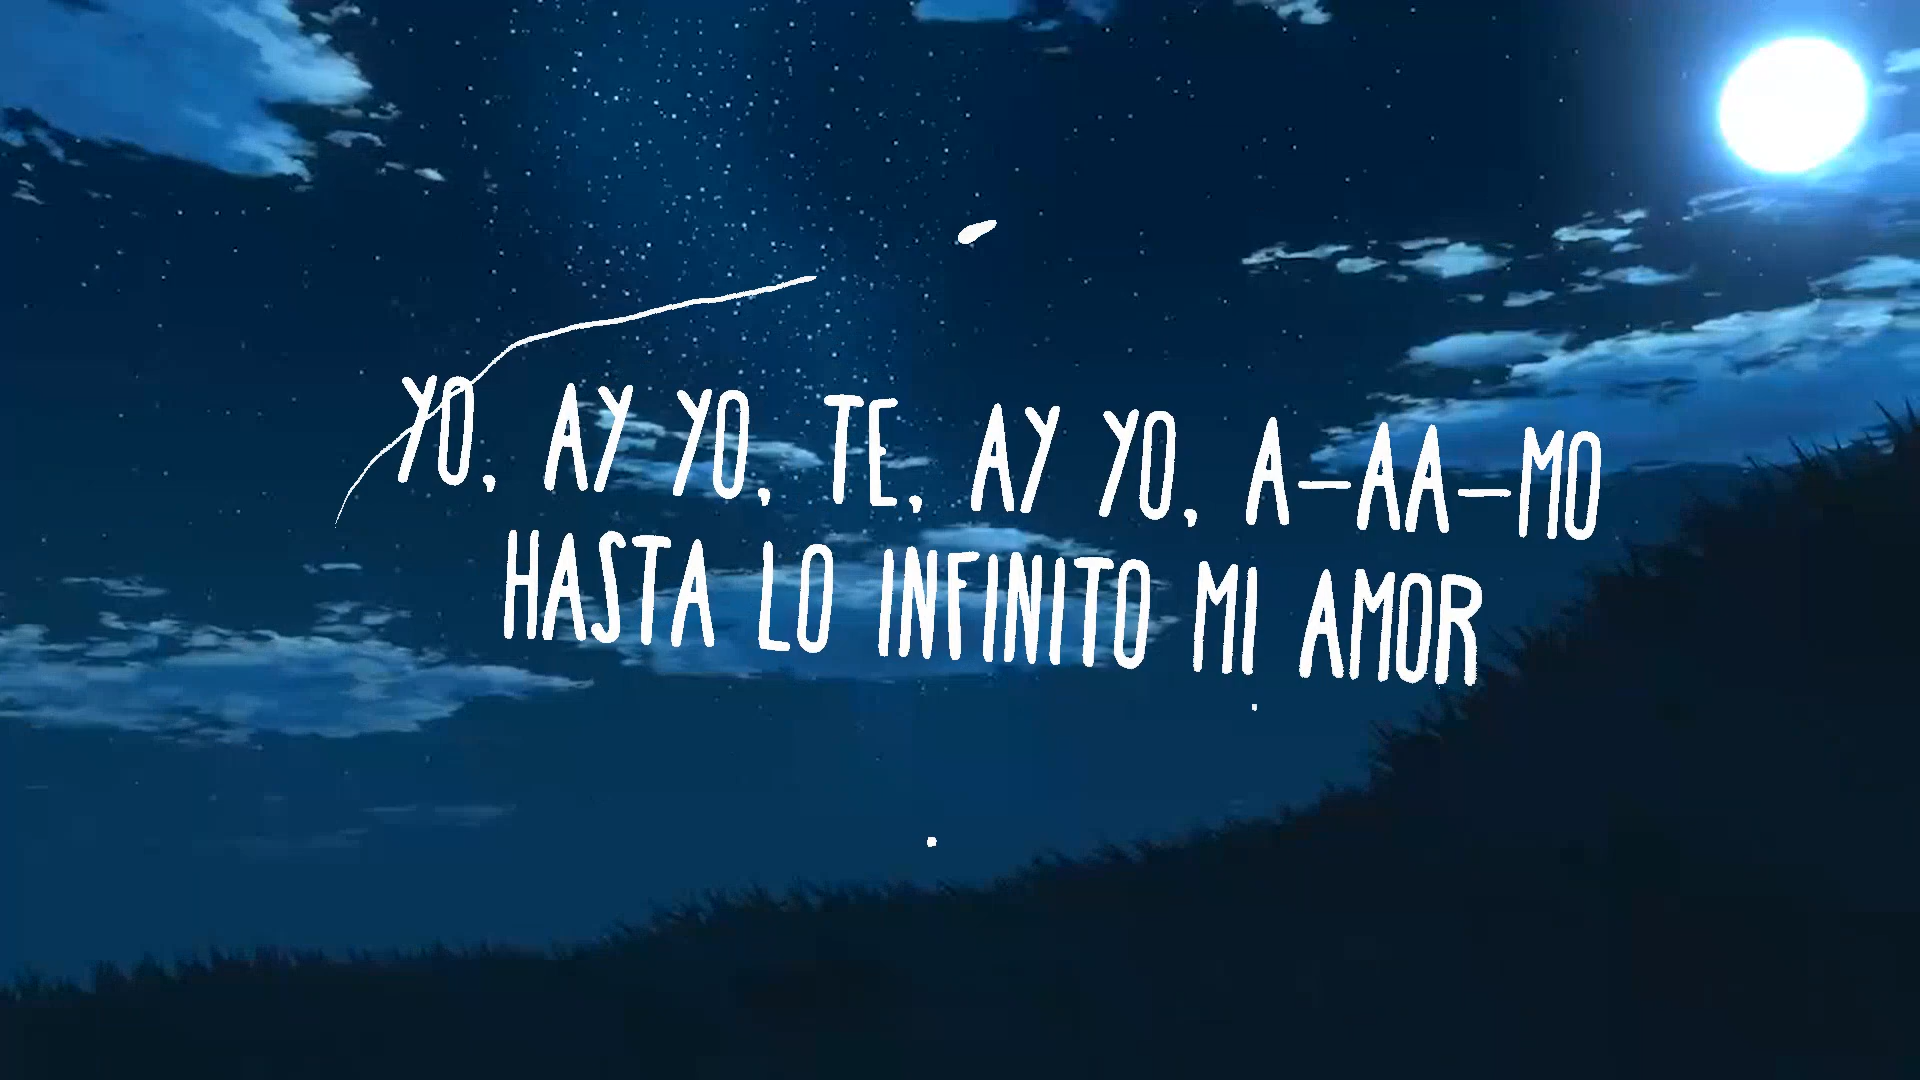 YO, AY YO, TE, AY YO, A-AA-MO
HASTA LO INFINITO MI AMOR